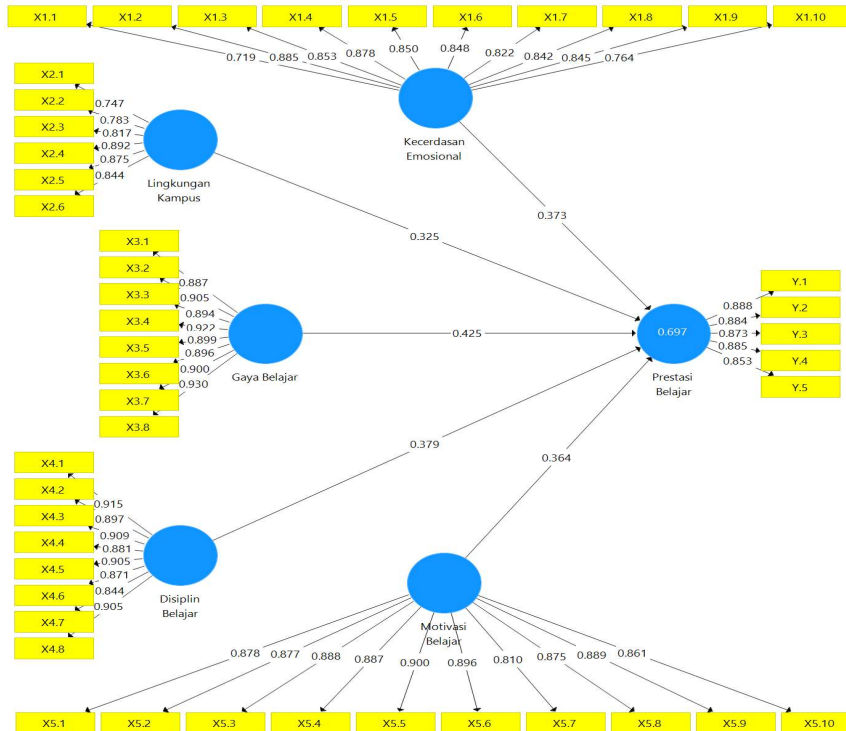 X1.1 X1.2 X1.3 X1.4 X1.5 X1.6 X1.7 X1.8 X1.9 X1.10
0.719 0.885 0.853 0.878 0.850 0.848 0.822 0.842 0.845 0.764
Kecerdasan
Emosional
X2.1
X2.2
X2.3
X2.4
X2.5
X2.6
0.747
0.783
0.817
0.892
0.875
0.844
Lingkungan
Kampus
0.373
0.325
X3.1
X3.2
X3.3
X3.4
X3.5
X3.6
X3.7
X3.8
0.887
0.905
0.894
0.922
0.899
0.896
0.900
0.930
Gaya Belajar
0.425
0.697
Prestasi
Belajar
0.888
0.884
0.873
0.885
0.853
Y.1
Y.2
Y.3
Y.4
Y.5
0.379
0.364
X4.1
X4.2
X4.3
X4.4
X4.5
X4.6
X4.7
X4.8
0.915
0.897
0.909
0.881
0.905
0.871
0.844
0.905
Disiplin
Belajar
Motivasi
Belajar
0.878 0.877 0.888 0.887 0.900 0.896 0.810 0.875 0.889 0.861
X5.1 X5.2 X5.3 X5.4 X5.5 X5.6 X5.7 X5.8 X5.9 X5.10